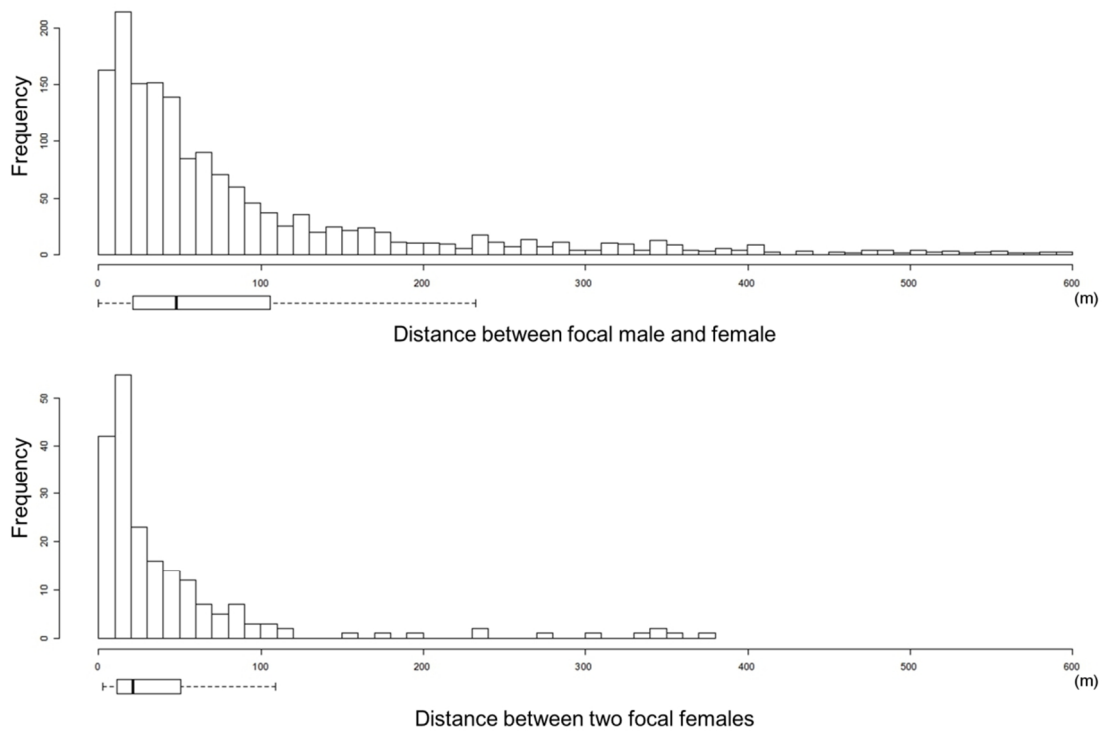 Frequency
200
150
100
50
0
0 100 200 300 400 500 600
(m)
Distance between focal male and female
Frequency
50
40
30
20
10
0
0 100 200 300 400 500 600
(m)
Distance between two focal females